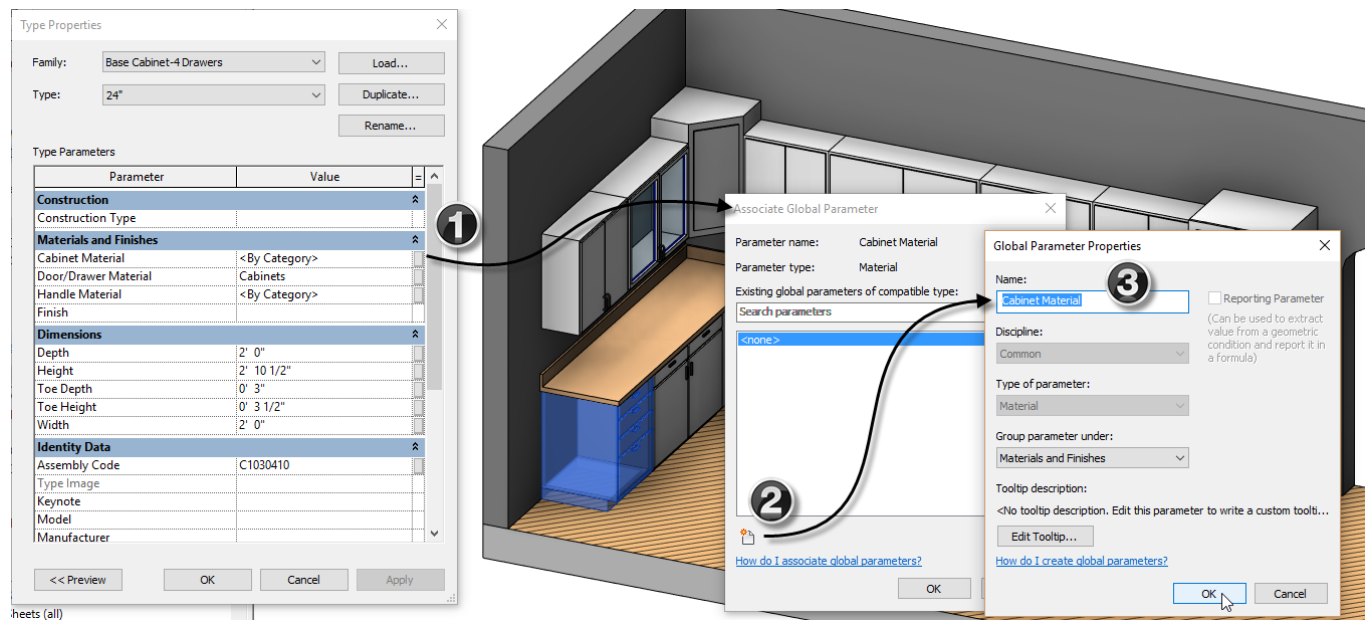 Type Properties
Family: Base Cabinet-4 Drawers Load...
Type: 24" Duplicate...
Rename...
Type Parameters
Parameter Value =
Construction
Construction Type
Materials and Finishes
Cabinet Material <By Category>
Door/Drawer Material Cabinets
Handle Material <By Category>
Finish
Dimensions
Depth 2' 0"
Height 2' 10 1/2"
Toe Depth 0' 3"
Toe Height 0' 3 1/2"
Width 2' 0"
Identity Data
Assembly Code C1030410
Type Image
Keynote
Model
Manufacturer
<< Preview OK Cancel Apply
heets (all)
1
Associate Global Parameter
Parameter name: Cabinet Material
Parameter type: Material
Existing global parameters of compatible type:
Search parameters
<none>
2
How do I associate global parameters?
OK
Global Parameter Properties
3
Name:
Cabinet Material
Reporting Parameter
(Can be used to extract
value from a geometric
condition and report it in
a formula)
Discipline:
Common
Type of parameter:
Material
Group parameter under:
Materials and Finishes
Tooltip description:
<No tooltip description. Edit this parameter to write a custom toolti...
Edit Tooltip...
How do I create global parameters?
OK Cancel